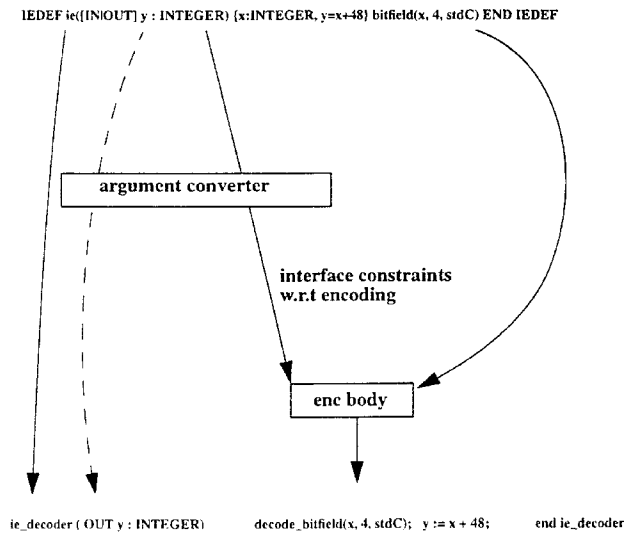 IEDEF ie([IN|OUT] y : INTEGER) {x:INTEGER, y=x+48} bitfield(x, 4, stdC) END IEDEF
argument converter
interface constraints
w.r.t encoding
enc body
ie_decoder ( OUT y : INTEGER) decode_bitfield(x, 4, stdC); y := x + 48; end ie_decoder